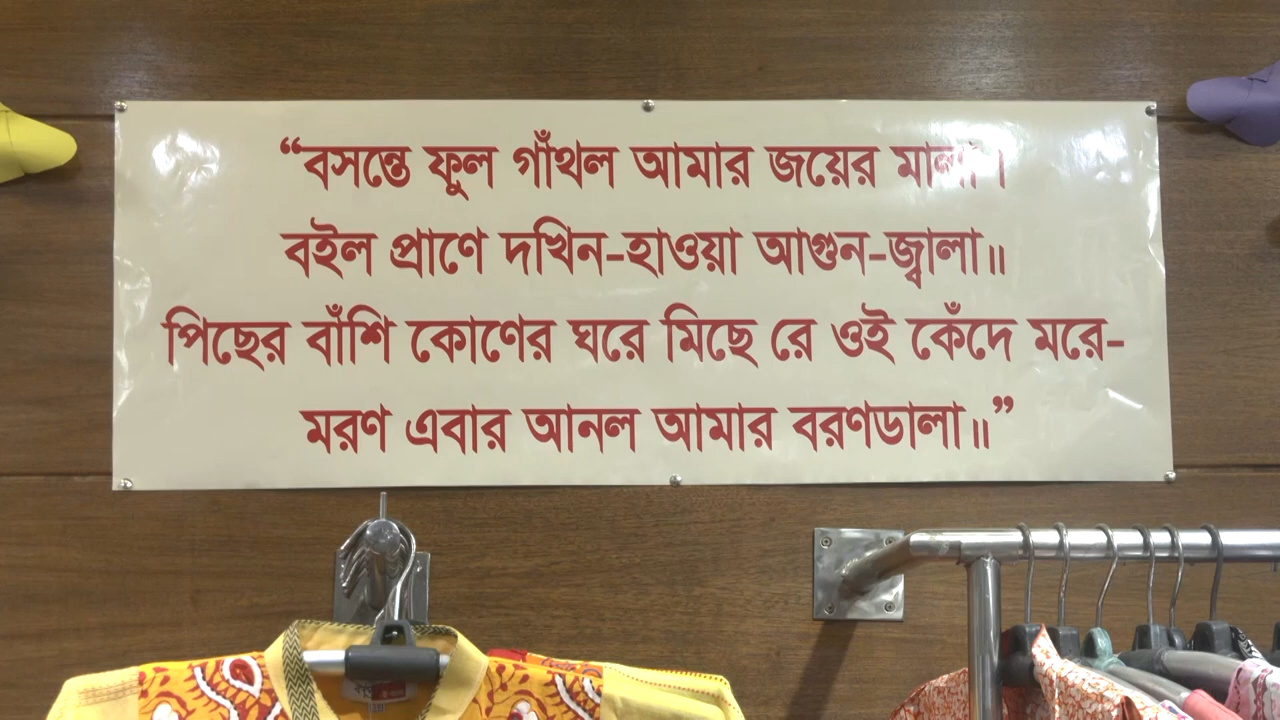 “বসন্তে ফুল গাঁথল আমার জয়ের মালা।
বইল প্রাণে দখিন-হাওয়া আগুন-জ্বালা॥
পিছের বাঁশি কোণের ঘরে মিছে রে ওই কেঁদে মরে-
মরণ এবার আনল আমার বরণডালা॥”